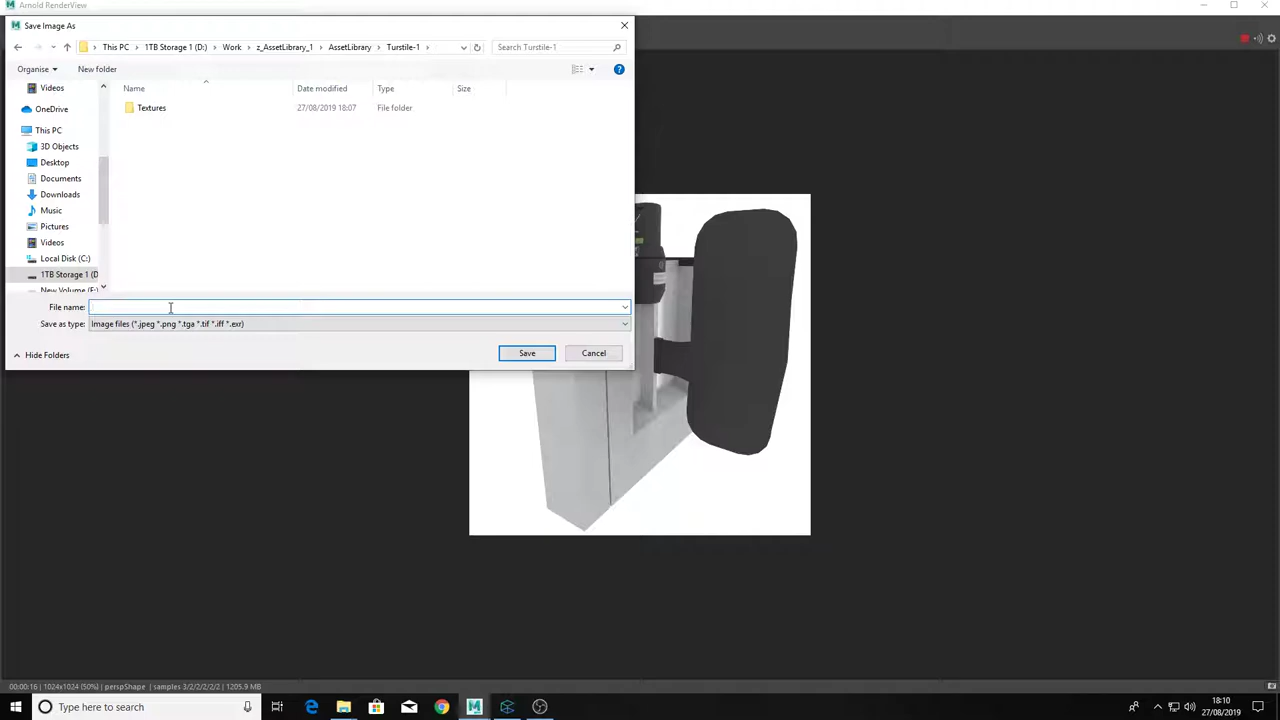 Arnold RenderView
Save Image As
This PC > 1TB Storage 1 (D:) > Work > z_AssetLibrary_1 > AssetLibrary > Turstile-1 >
Search Turstile-1
Organise
New folder
Name
Date modified
Type
Size
Videos
Textures
27/08/2019 18:07
File folder
OneDrive
This PC
3D Objects
Desktop
Documents
Downloads
Music
Pictures
Videos
Local Disk (C:)
1TB Storage 1 (D
New Volume (F:)
File name:
Save as type:
Image files (*.jpeg *.png *.tga *.tif *.iff *.exr)
Hide Folders
Save
Cancel
00:00:16 | 1024x1024 (50%) | perspShape | samples 3/2/2/2/2/2 | 1205.9 MB
Type here to search
18:10
27/08/2019